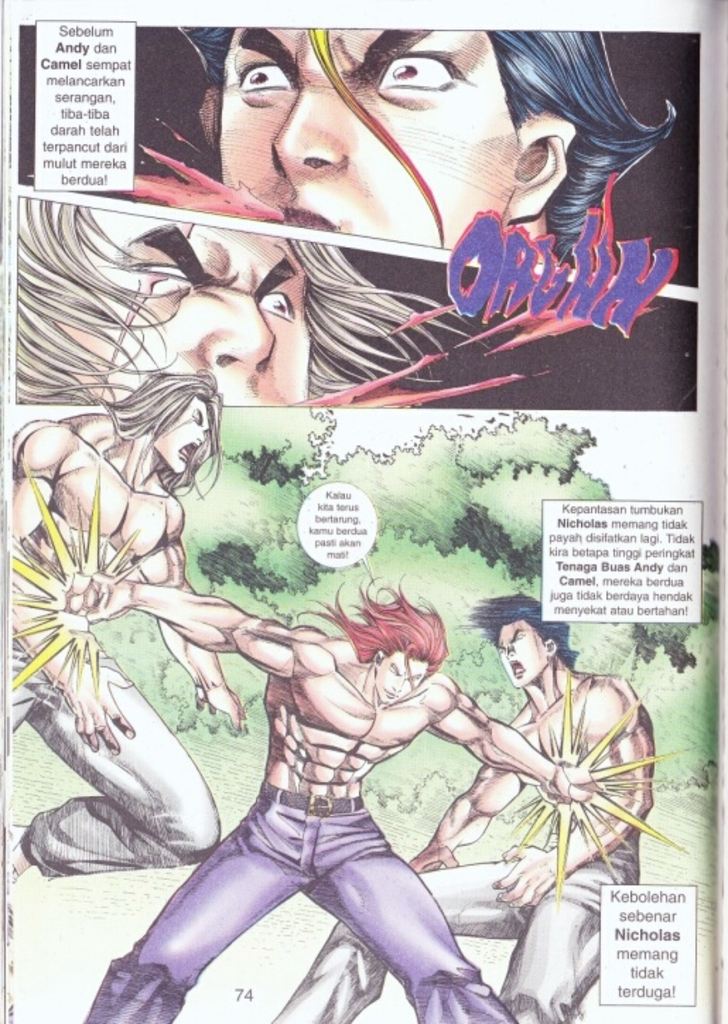 Sebelum
Andy dan
Camel sempat
melancarkan
serangan,
tiba-tiba
darah telah
terpancut dari
mulut mereka
berdua!
Kalau
kita terus
bertarung,
kamu berdua
pasti akan
mati!
Kepantasan tumbukan
Nicholas memang tidak
payah disifatkan lagi. Tidak
kira betapa tinggi peringkat
Tenaga Buas Andy dan
Camel, mereka berdua
juga tidak berdaya hendak
menyekat atau bertahan!
Kebolehan
sebenar
Nicholas
memang
tidak
terduga!
74